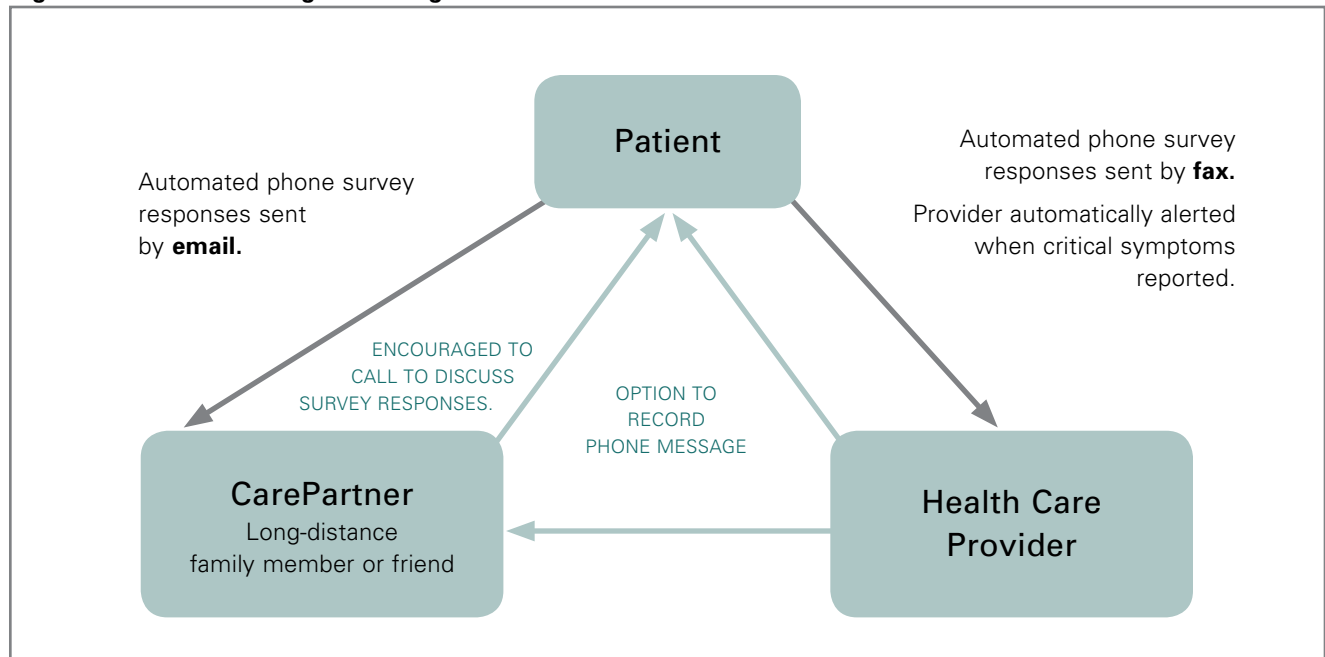 Patient
Automated phone survey
responses sent
by email.
Automated phone survey
responses sent by fax.
Provider automatically alerted
when critical symptoms
reported.
ENCOURAGED TO
CALL TO DISCUSS
SURVEY RESPONSES.
OPTION TO
RECORD
PHONE MESSAGE
CarePartner
Long-distance
family member or friend
Health Care
Provider